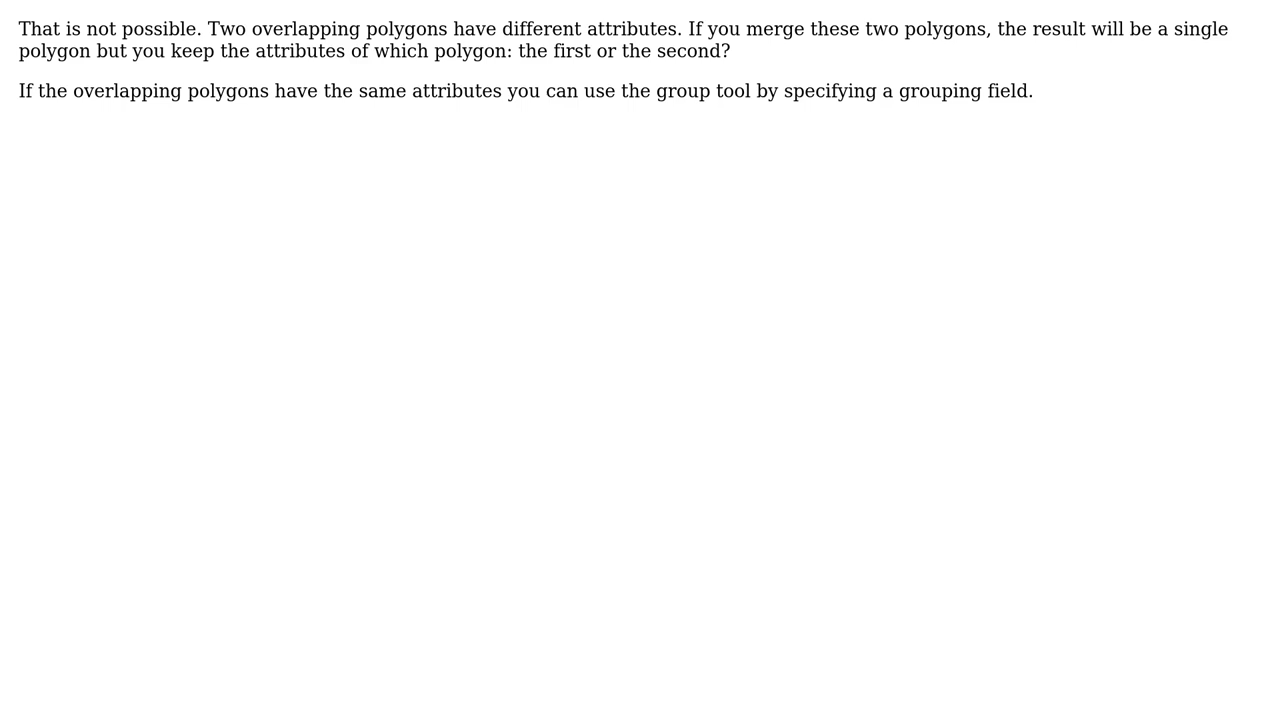 That is not possible. Two overlapping polygons have different attributes. If you merge these two polygons, the result will be a single
polygon but you keep the attributes of which polygon: the first or the second?
If the overlapping polygons have the same attributes you can use the group tool by specifying a grouping field.